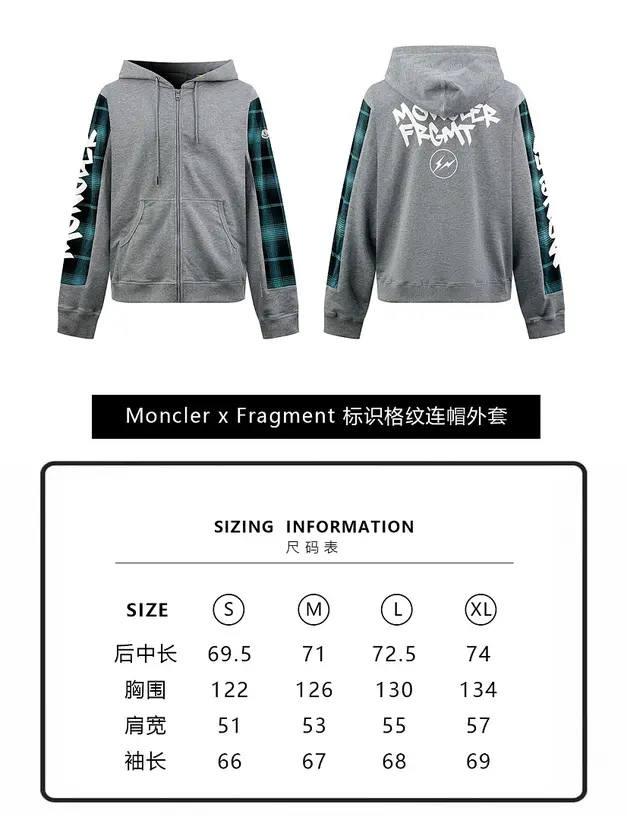 MONCLER
MONCLER
FRGMT
Moncler x Fragment 标识格纹连帽外套
SIZING INFORMATION
尺码表
SIZE S M L XL
后中长 69.5 71 72.5 74
胸围 122 126 130 134
肩宽 51 53 55 57
袖长 66 67 68 69